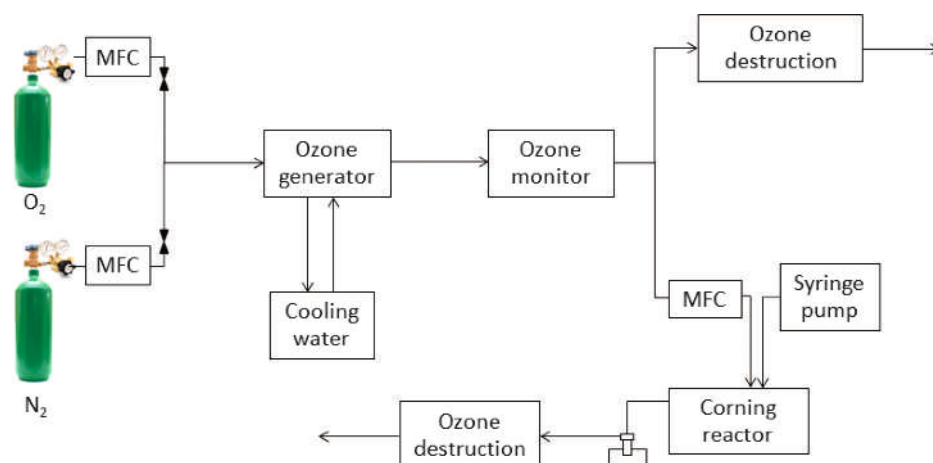 MFC
O₂
MFC
N₂
Ozone
generator
Cooling
water
Ozone
monitor
Ozone
destruction
MFC
Syringe
pump
Corning
reactor
Ozone
destruction